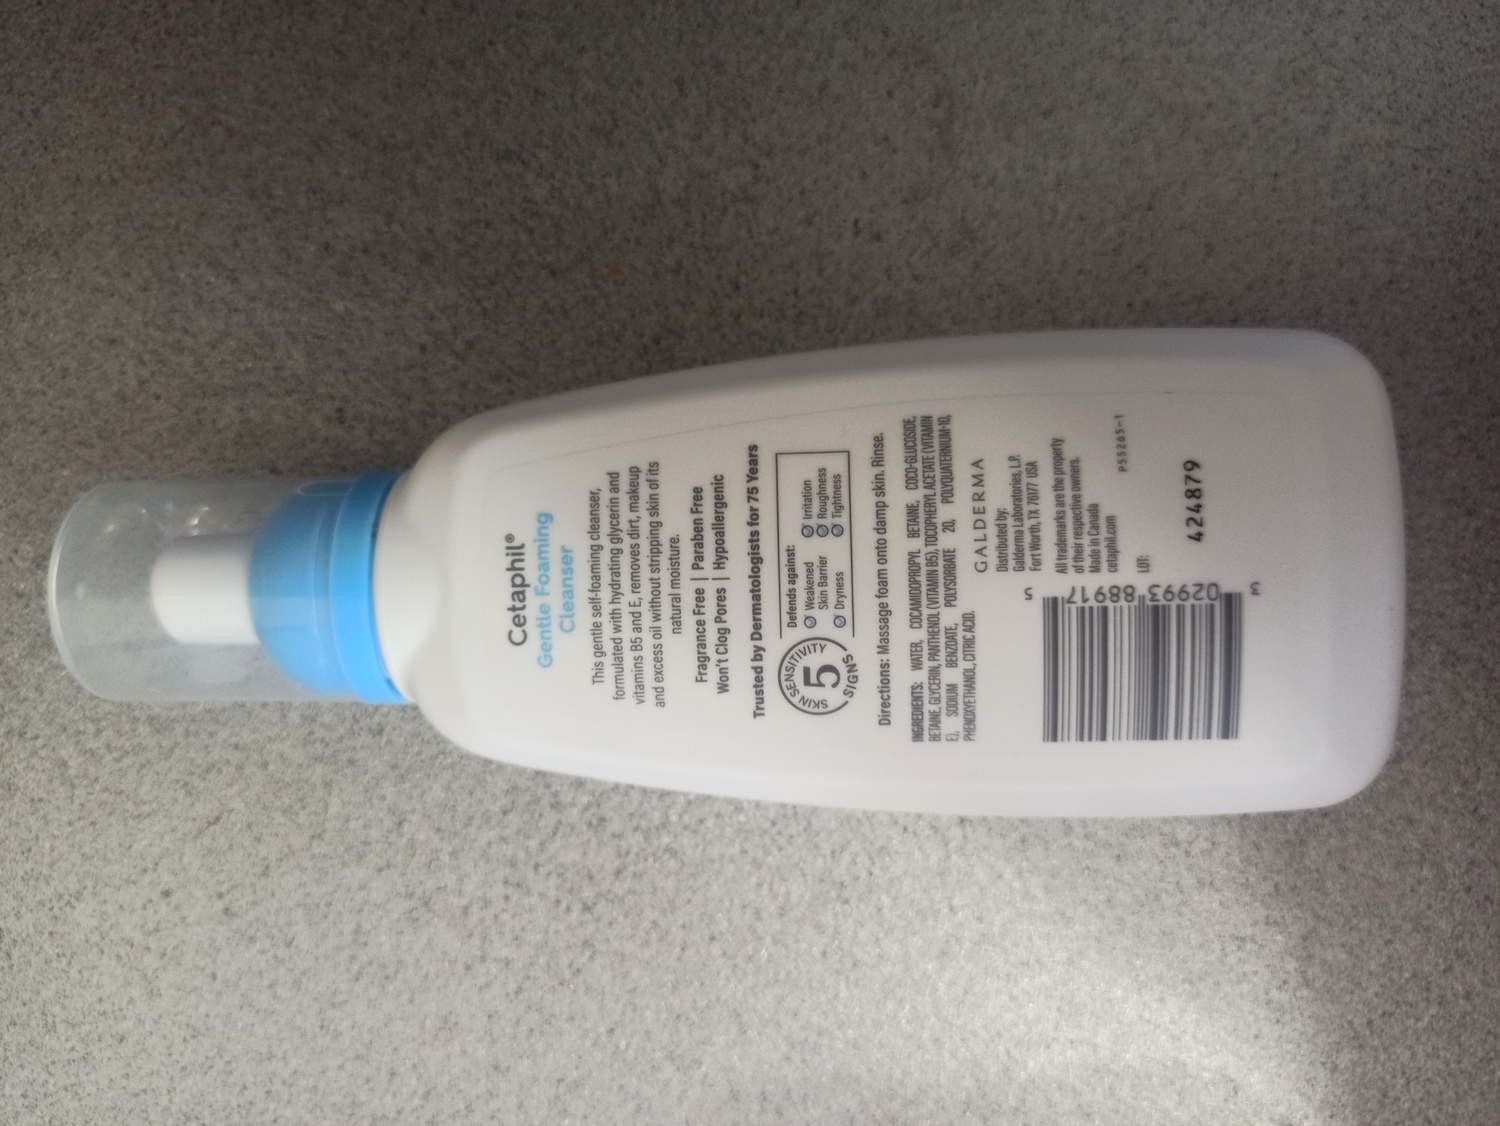 Cetaphil®
Gentle Foaming
Cleanser
This gentle self-foaming cleanser,
formulated with hydrating glycerin and
vitamins B5 and E, removes dirt, makeup
and excess oil without stripping skin of its
natural moisture.
Fragrance Free | Paraben Free
Won't Clog Pores | Hypoallergenic
Trusted by Dermatologists for 75 Years
SKIN SENSITIVITY
5
SIGNS
Defends against:
Weakened
Skin Barrier
Dryness
Irritation
Roughness
Tightness
Directions: Massage foam onto damp skin. Rinse.
INGREDIENTS: WATER, COCAMIDOPROPYL BETAINE, COCO-GLUCOSIDE,
BETAINE, GLYCERIN, PANTHENOL (VITAMIN B5), TOCOPHERYL ACETATE (VITAMIN
E), SODIUM BENZOATE, POLYSORBATE 20, POLYQUATERNIUM-10,
PHENOXYETHANOL, CITRIC ACID.
3 02993 88917 5
GALDERMA
Distributed by:
Galderma Laboratories, L.P.
Fort Worth, TX 76177 USA
All trademarks are the property
of their respective owners.
Made in Canada
cetaphil.com
P55265-1
LOT:
424879